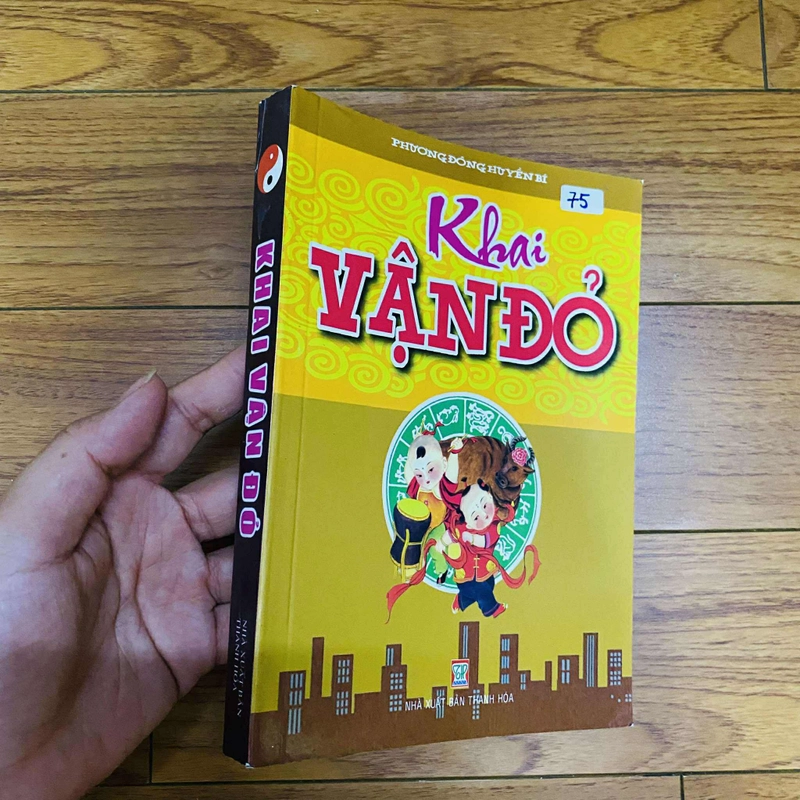 PHƯƠNG ĐÔNG HUYỀN BÍ
75
Khai
VẬN ĐỎ
NHÀ XUẤT BẢN THANH HÓA
KHAI VẬN ĐỎ
NHÀ XUẤT BẢN
THANH HÓA